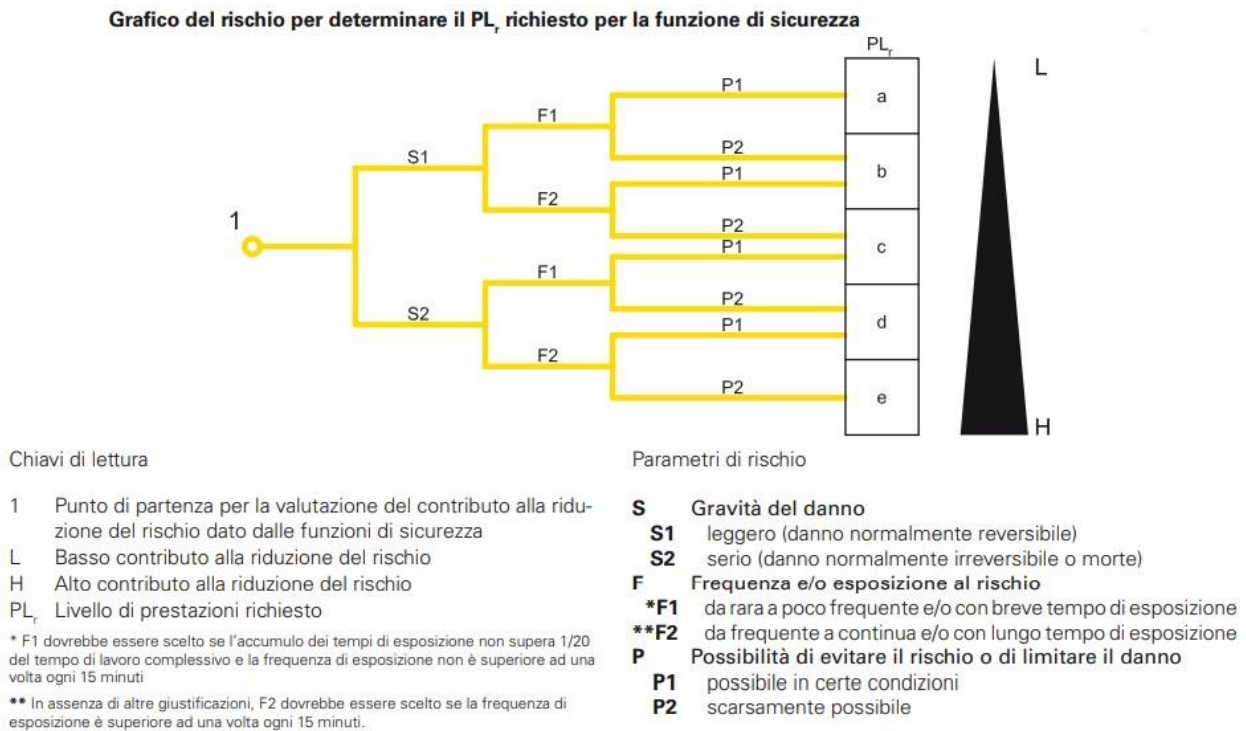 Grafico del rischio per determinare il PLr richiesto per la funzione di sicurezza
PLr
L
P1
a
F1
P2
S1
P1
b
F2
1
P2
P1
c
F1
P2
S2
P1
d
F2
P2
e
H
Chiavi di lettura
1 Punto di partenza per la valutazione del contributo alla ridu-
zione del rischio dato dalle funzioni di sicurezza
L Basso contributo alla riduzione del rischio
H Alto contributo alla riduzione del rischio
PLr Livello di prestazioni richiesto
* F1 dovrebbe essere scelto se l'accumulo dei tempi di esposizione non supera 1/20
del tempo di lavoro complessivo e la frequenza di esposizione non è superiore ad una
volta ogni 15 minuti
** In assenza di altre giustificazioni, F2 dovrebbe essere scelto se la frequenza di
esposizione è superiore ad una volta ogni 15 minuti.
Parametri di rischio
S Gravità del danno
S1 leggero (danno normalmente reversibile)
S2 serio (danno normalmente irreversibile o morte)
F Frequenza e/o esposizione al rischio
*F1 da rara a poco frequente e/o con breve tempo di esposizione
**F2 da frequente a continua e/o con lungo tempo di esposizione
P Possibilità di evitare il rischio o di limitare il danno
P1 possibile in certe condizioni
P2 scarsamente possibile